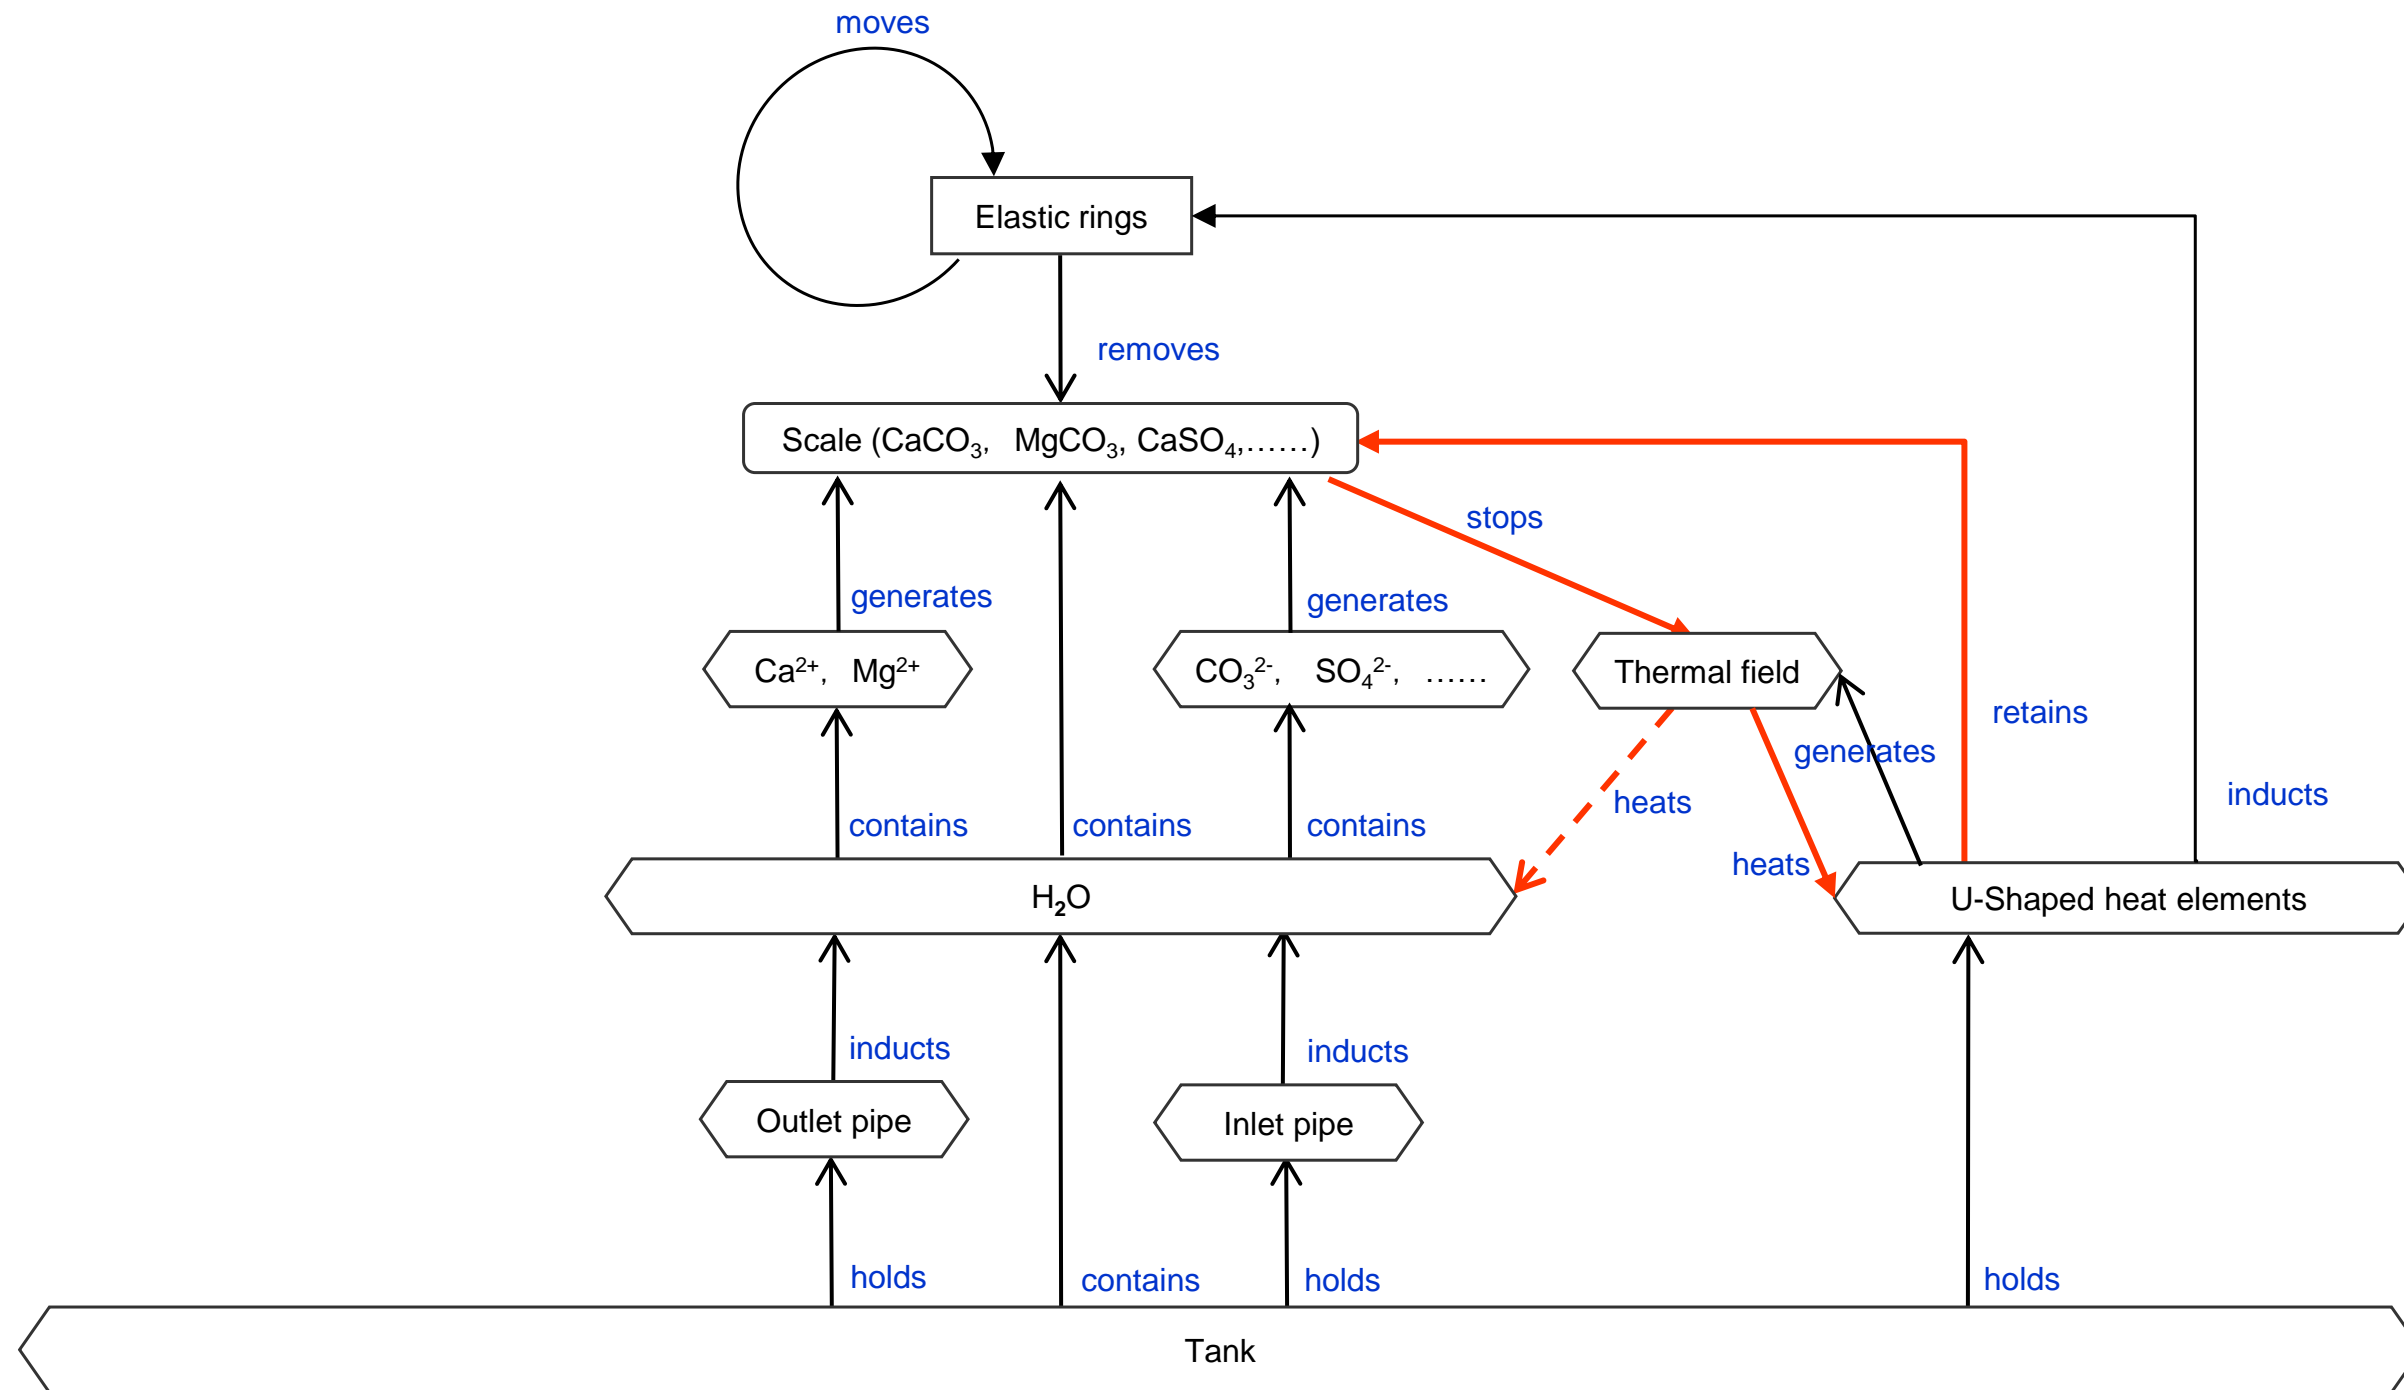 moves
Elastic rings
removes
Scale (CaCO₃, MgCO₃, CaSO₄,……)
stops
generates
generates
Ca²⁺, Mg²⁺
CO₃²⁻, SO₄²⁻, ……
Thermal field
retains
generates
inducts
heats
contains
contains
contains
heats
H₂O
U-Shaped heat elements
inducts
inducts
Outlet pipe
Inlet pipe
holds
contains
holds
holds
Tank